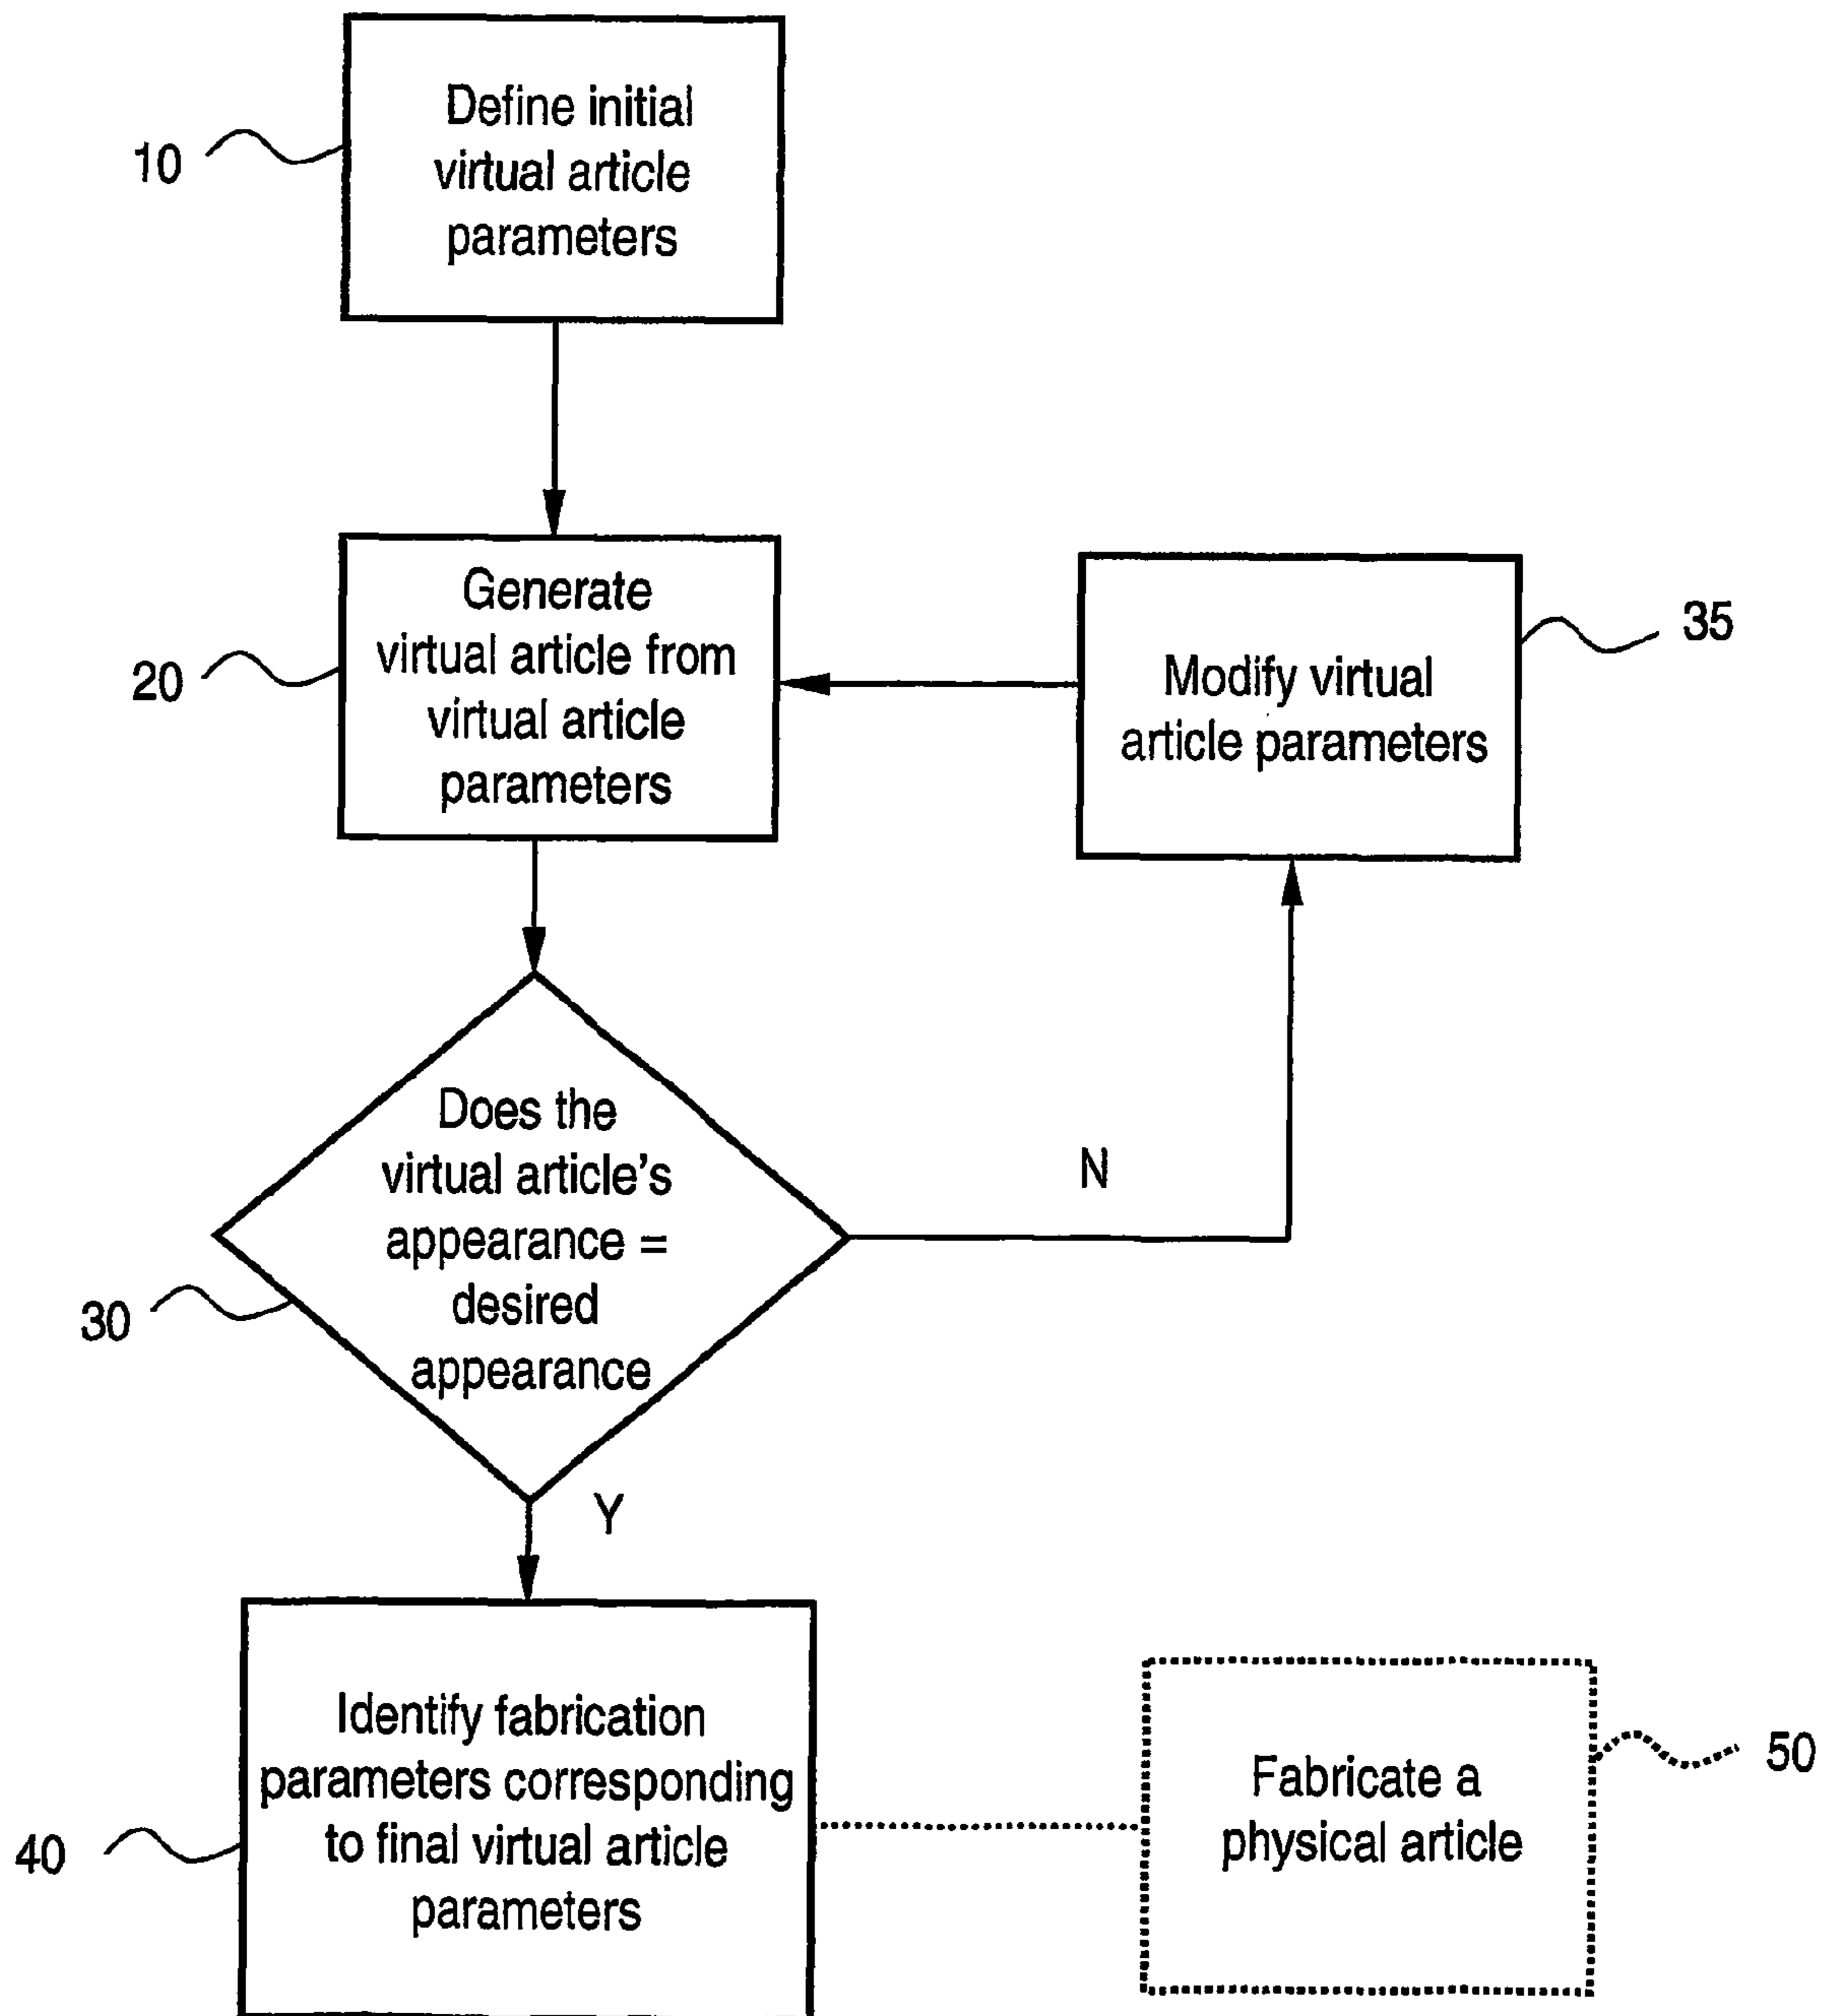 10
Define initial
virtual article
parameters
20
Generate
virtual article from
virtual article
parameters
35
Modify virtual
article parameters
30
Does the
virtual article's
appearance =
desired
appearance
N
Y
40
Identify fabrication
parameters corresponding
to final virtual article
parameters
50
Fabricate a
physical article